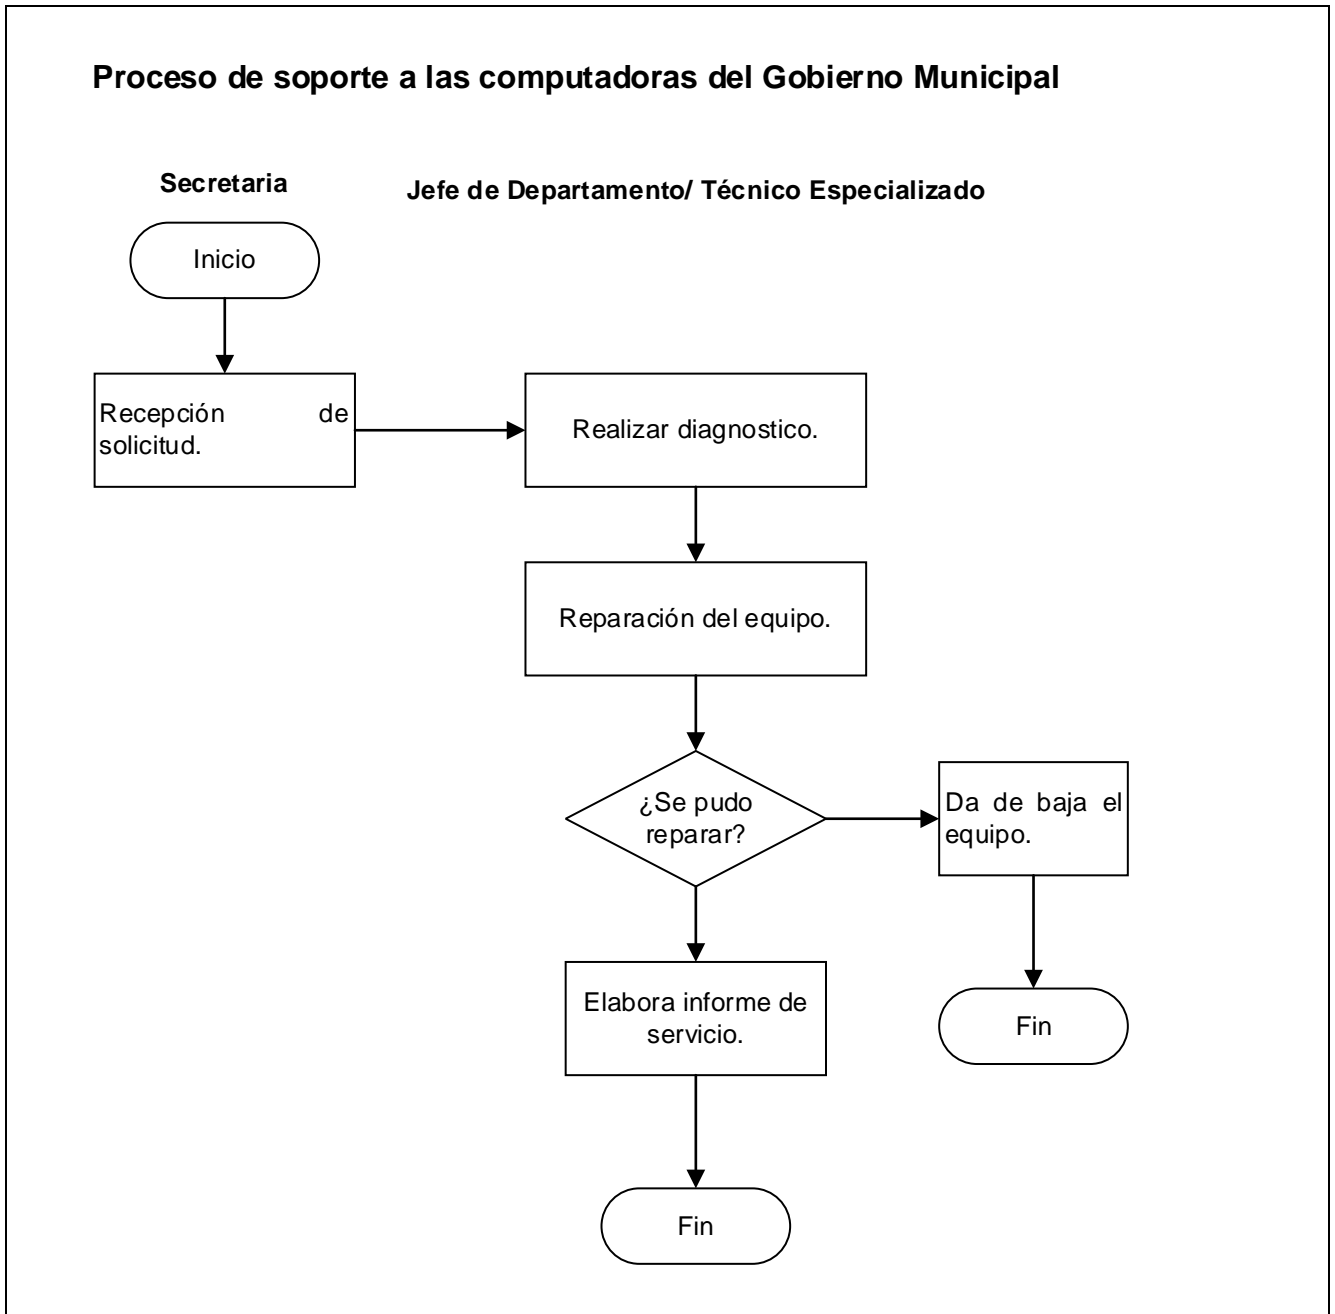 Proceso de soporte a las computadoras del Gobierno Municipal
Secretaria
Jefe de Departamento/ Técnico Especializado
Inicio
Recepción de
solicitud.
Realizar diagnostico.
Reparación del equipo.
¿Se pudo
reparar?
Da de baja el
equipo.
Elabora informe de
servicio.
Fin
Fin